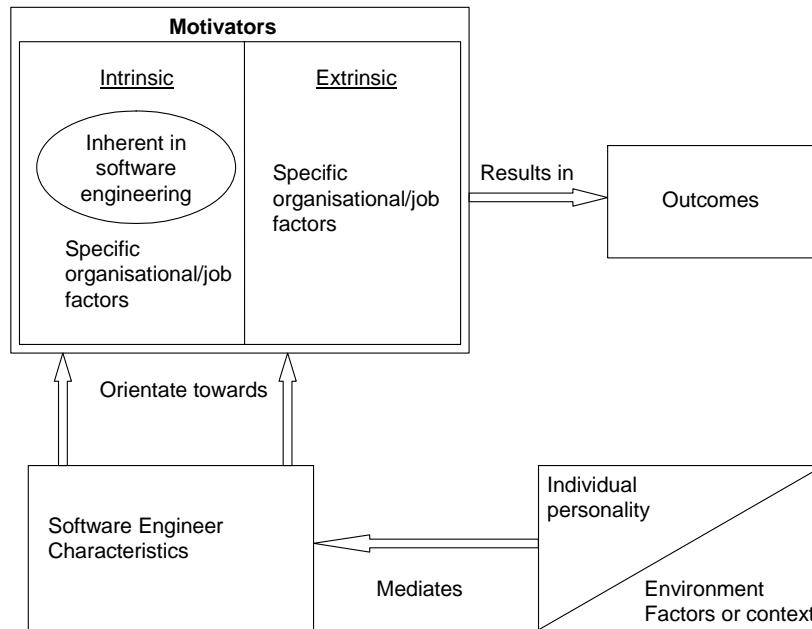 Motivators
Intrinsic
Inherent in
software
engineering
Specific
organisational/job
factors
Extrinsic
Specific
organisational/job
factors
Results in
Outcomes
Orientate towards
Software Engineer
Characteristics
Mediates
Individual
personality
Environment
Factors or context